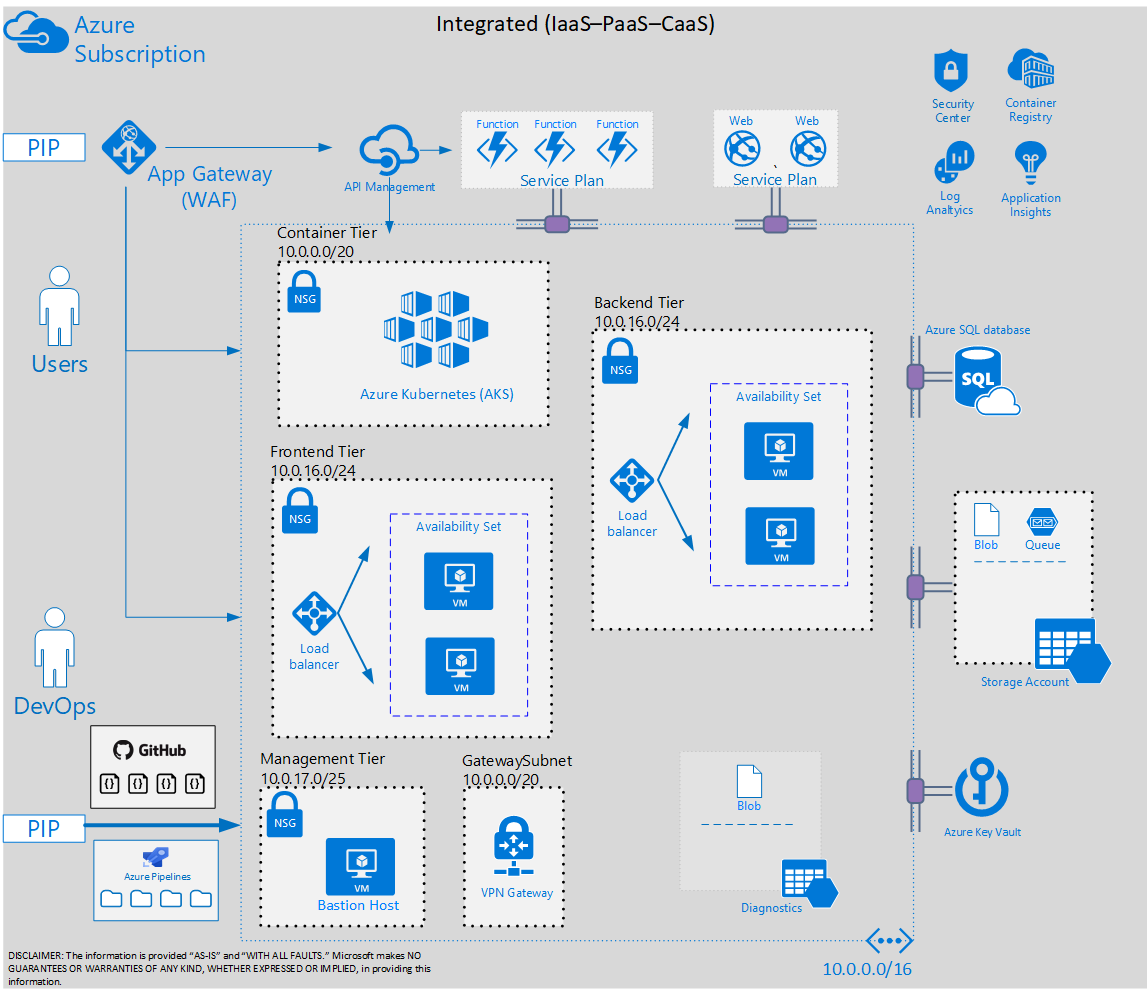 Integrated (IaaS–PaaS–CaaS)
Azure
Subscription
Security
Center
Container
Registry
Log
Analtyics
Application
Insights
PIP
App Gateway
(WAF)
API Management
Function
Function
Function
Service Plan
Web
Web
Service Plan
Container Tier
10.0.0.0/20
NSG
Azure Kubernetes (AKS)
Backend Tier
10.0.16.0/24
NSG
Availability Set
VM
VM
Load
balancer
Azure SQL database
SQL
Users
Frontend Tier
10.0.16.0/24
NSG
Availability Set
VM
VM
Load
balancer
Blob
Queue
Storage Account
DevOps
GitHub
{}
{}
{}
{}
PIP
Azure Pipelines
Management Tier
10.0.17.0/25
NSG
VM
Bastion Host
GatewaySubnet
10.0.0.0/20
VPN Gateway
Blob
Diagnostics
Azure Key Vault
10.0.0.0/16
DISCLAIMER: The information is provided “AS-IS” and “WITH ALL FAULTS.” Microsoft makes NO
GUARANTEES OR WARRANTIES OF ANY KIND, WHETHER EXPRESSED OR IMPLIED, in providing this
information.